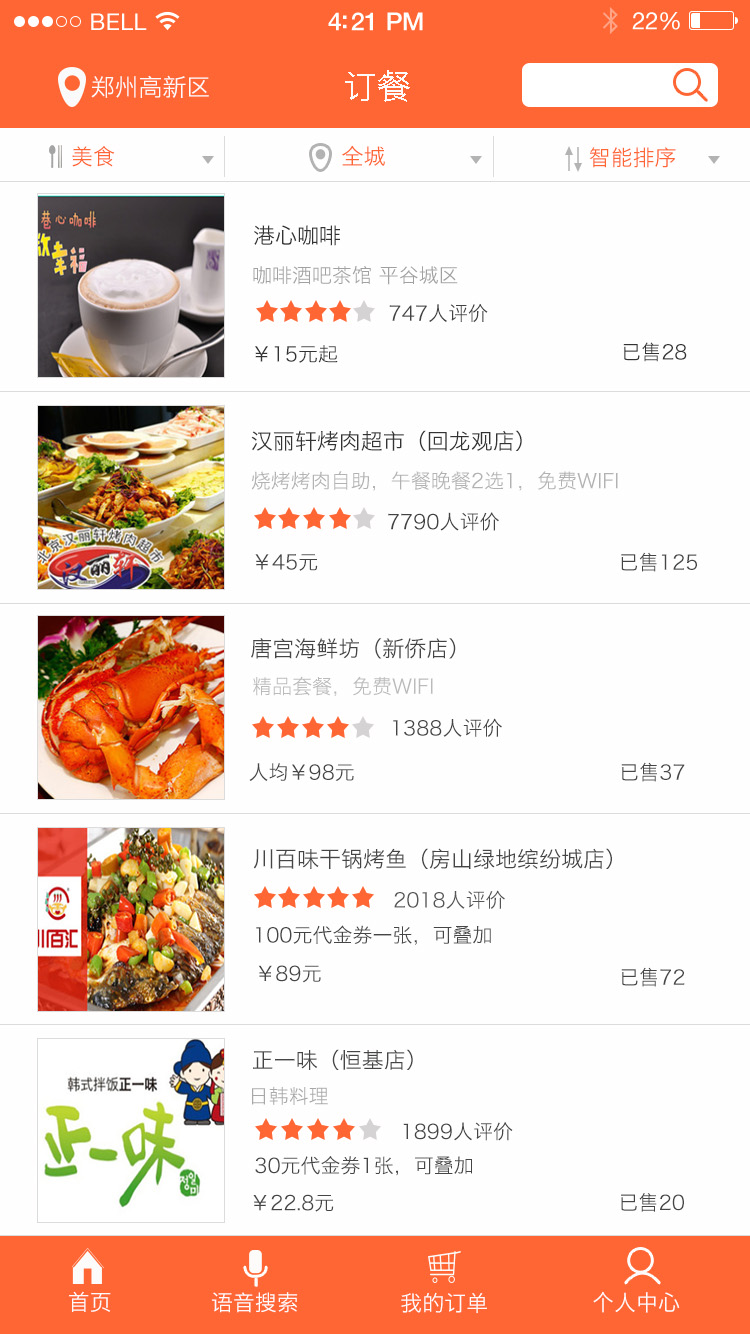 BELL 4:21 PM 22%
郑州高新区 订餐
美食 全城 智能排序
巷心咖啡
幸福
港心咖啡
咖啡酒吧茶馆 平谷城区
747人评价
￥15元起 已售28
北京汉丽轩烤肉超市
汉丽轩
汉丽轩烤肉超市（回龙观店）
烧烤烤肉自助，午餐晚餐2选1，免费WIFI
7790人评价
￥45元 已售125
唐宫海鲜坊（新侨店）
精品套餐，免费WIFI
1388人评价
人均￥98元 已售37
川百汇
川百味干锅烤鱼（房山绿地缤纷城店）
2018人评价
100元代金券一张，可叠加
￥89元 已售72
韩式拌饭正一味
正一味
정일미
正一味（恒基店）
日韩料理
1899人评价
30元代金券1张，可叠加
￥22.8元 已售20
首页 语音搜索 我的订单 个人中心